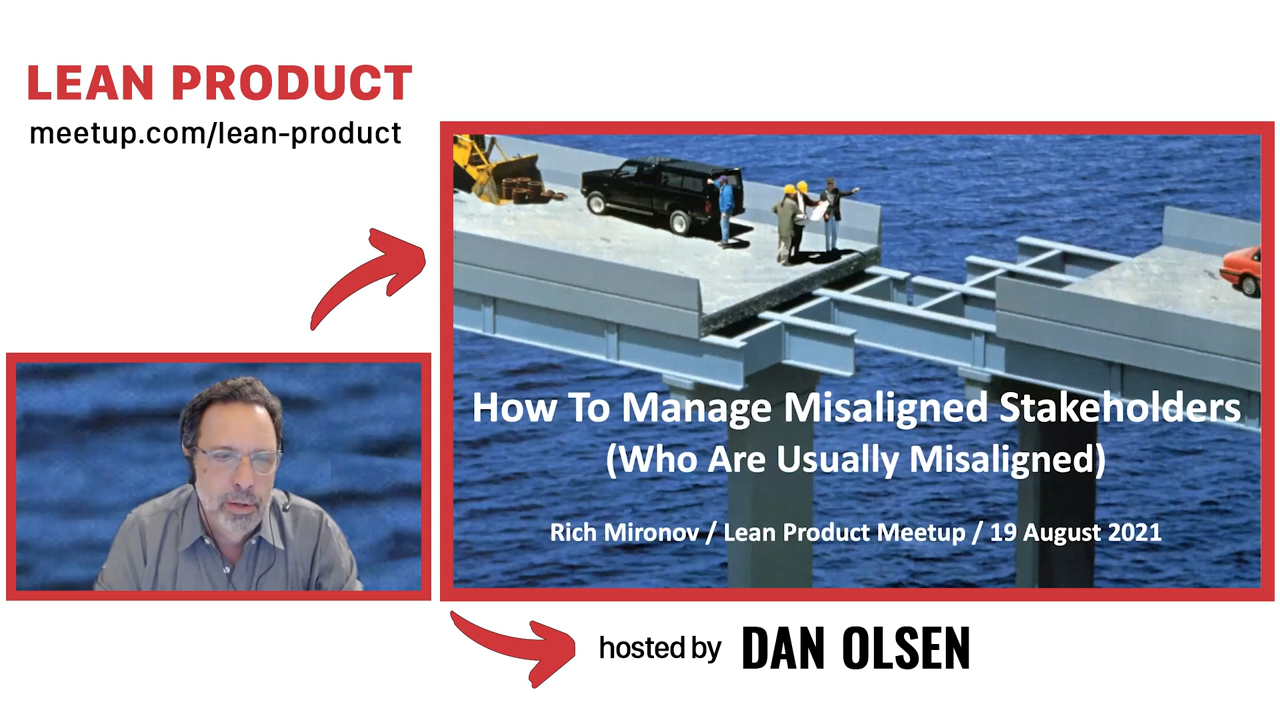 LEAN PRODUCT
meetup.com/lean-product
How To Manage Misaligned Stakeholders
(Who Are Usually Misaligned)
Rich Mironov / Lean Product Meetup / 19 August 2021
hosted by DAN OLSEN